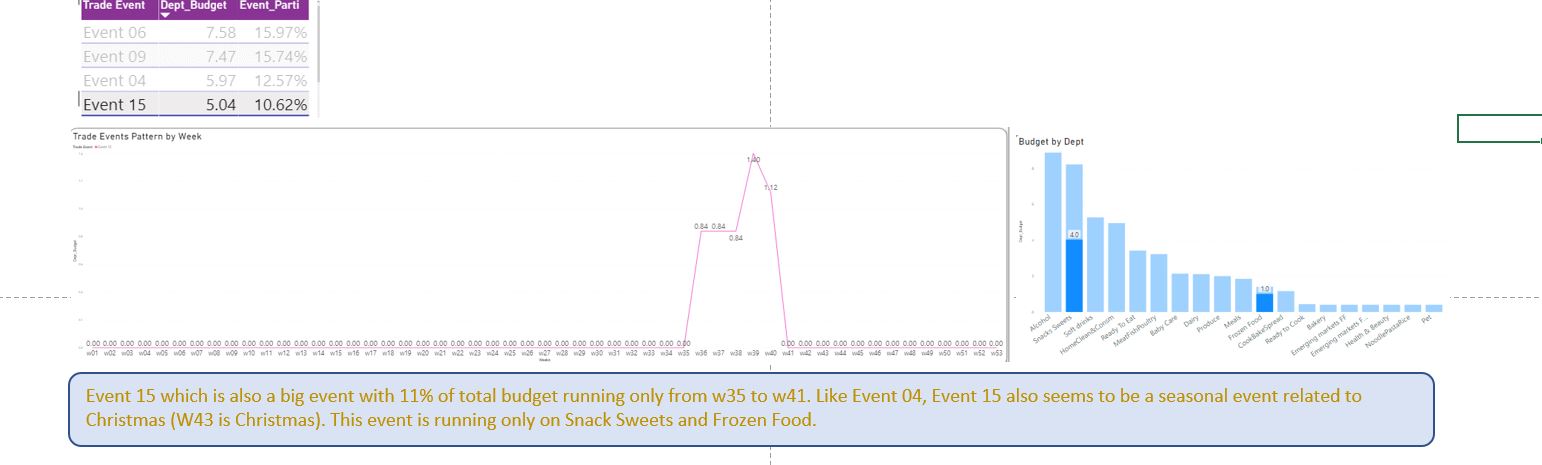 Trade Event Dept_Budget Event_Parti
Event 06 7.58 15.97%
Event 09 7.47 15.74%
Event 04 5.97 12.57%
Event 15 5.04 10.62%
Trade Events Pattern by Week
Trade Event Event 15
1.40
1.12
0.84 0.84
0.84
Dept_Budget
0.00 0.00 0.00 0.00 0.00 0.00 0.00 0.00 0.00 0.00 0.00 0.00 0.00 0.00 0.00 0.00 0.00 0.00 0.00 0.00 0.00 0.00 0.00 0.00 0.00 0.00 0.00 0.00 0.00 0.00 0.00 0.00 0.00 0.00 0.00 0.00 0.00 0.00 0.00 0.00 0.00 0.00 0.00 0.00 0.00 0.00 0.00 0.00
w01 w02 w03 w04 w05 w06 w07 w08 w09 w10 w11 w12 w13 w14 w15 w16 w17 w18 w19 w20 w21 w22 w23 w24 w25 w26 w27 w28 w29 w30 w31 w32 w33 w34 w35 w36 w37 w38 w39 w40 w41 w42 w43 w44 w45 w46 w47 w48 w49 w50 w51 w52 w53
Weeks
Budget by Dept
Dept_Budget
4.0
1.0
Alcohol
Snacks Sweets
Soft drinks
HomeClean&Consm
Ready To Eat
MeatFishPoultry
Baby Care
Dairy
Produce
Meals
Frozen Food
CookBakeSpread
Ready to Cook
Bakery
Emerging markets FF
Emerging markets F...
Health & Beauty
NoodlePastaRice
Pet
Event 15 which is also a big event with 11% of total budget running only from w35 to w41. Like Event 04, Event 15 also seems to be a seasonal event related to
Christmas (W43 is Christmas). This event is running only on Snack Sweets and Frozen Food.